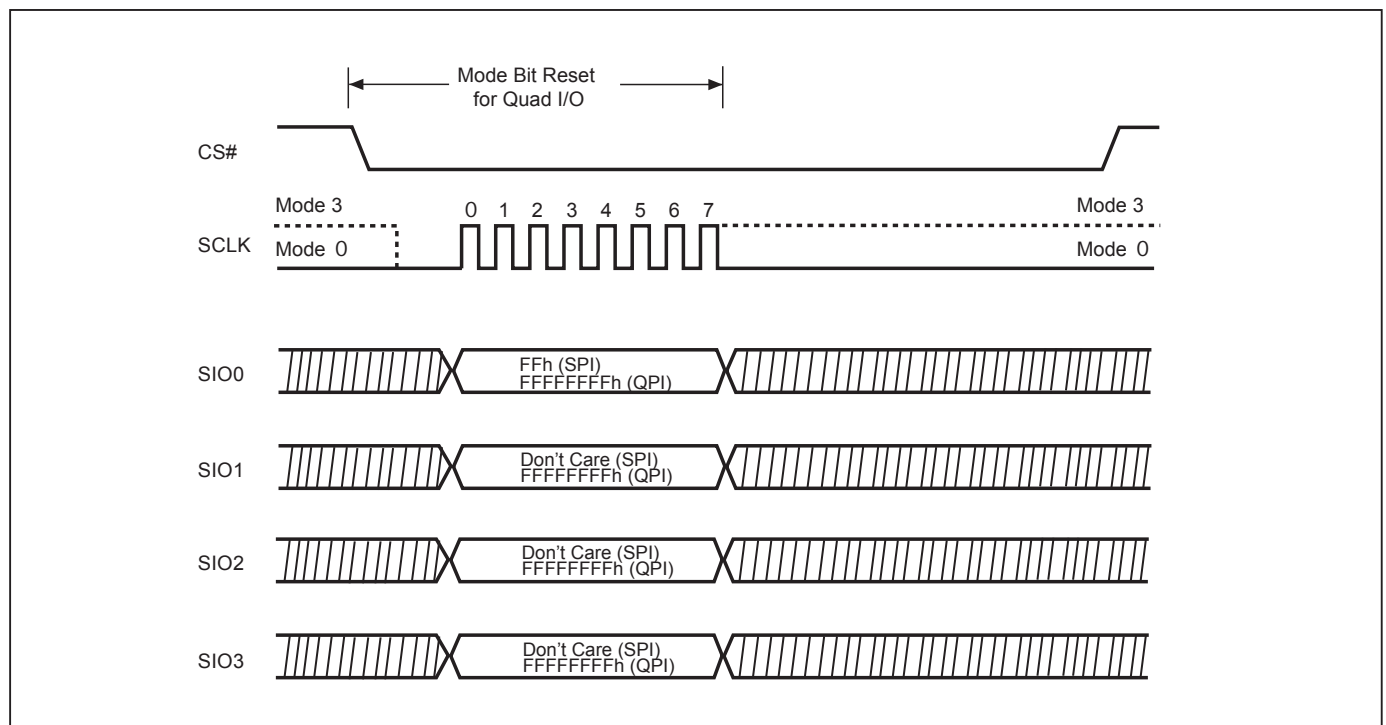 Mode Bit Reset
for Quad I/O
CS#
Mode 3
0 1 2 3 4 5 6 7
Mode 3
SCLK
Mode 0
Mode 0
SIO0
FFh (SPI)
FFFFFFFFh (QPI)
SIO1
Don't Care (SPI)
FFFFFFFFh (QPI)
SIO2
Don't Care (SPI)
FFFFFFFFh (QPI)
SIO3
Don't Care (SPI)
FFFFFFFFh (QPI)